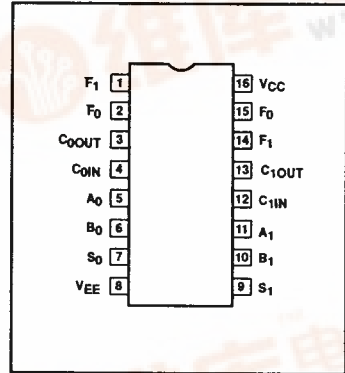 F1 1 16 VCC
F0 2 15 F0
C0OUT 3 14 F1
C0IN 4 13 C1OUT
A0 5 12 C1IN
B0 6 11 A1
S0 7 10 B1
VEE 8 9 S1